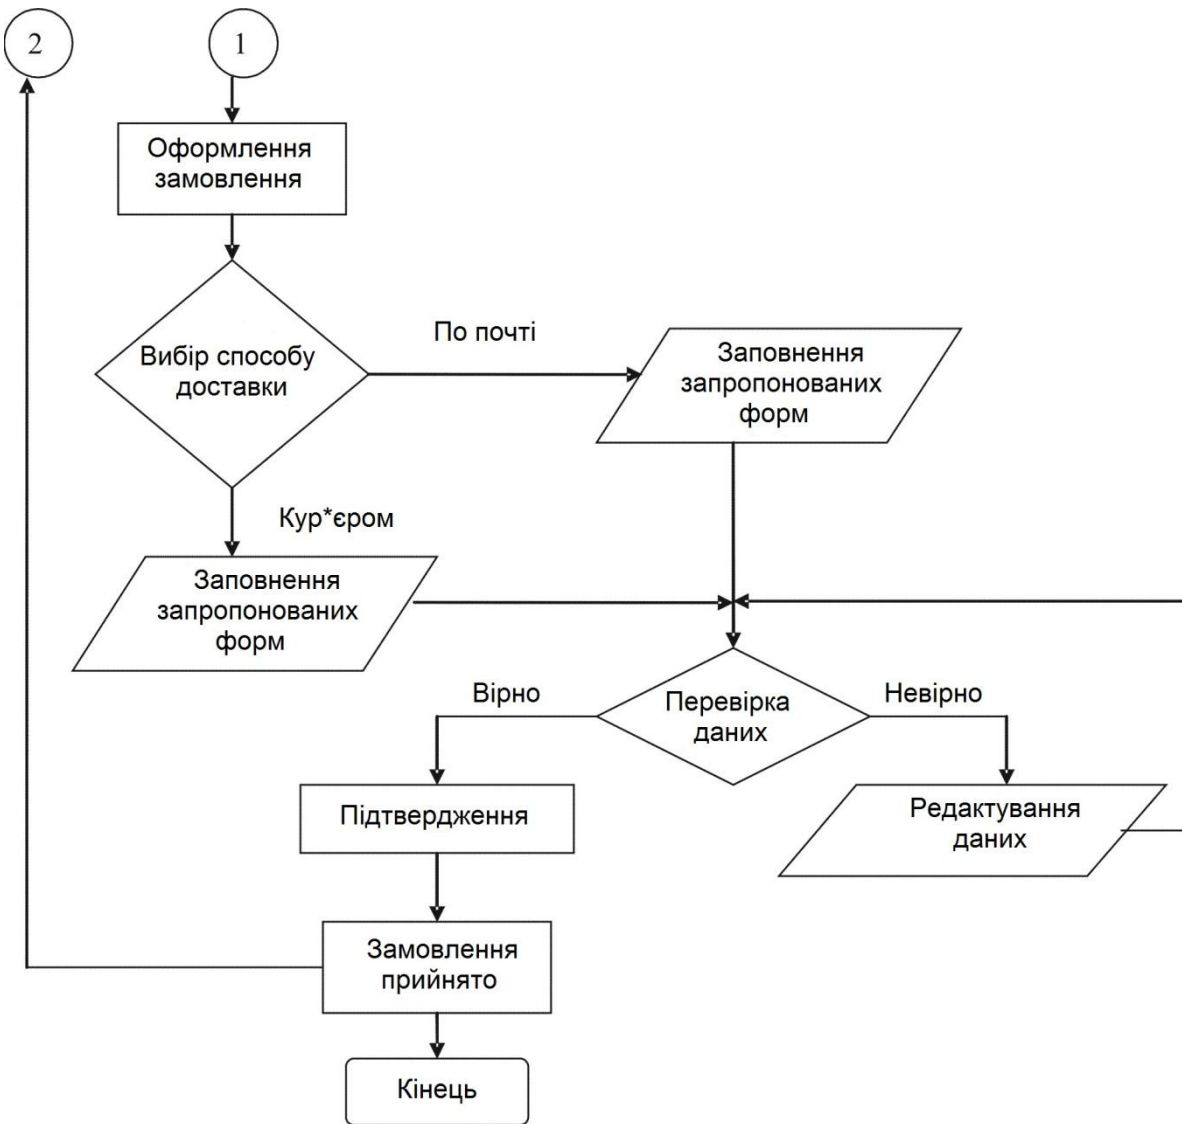 2
1
Оформлення
замовлення
Вибір способу
доставки
По почті
Заповнення
запропонованих
форм
Кур*єром
Заповнення
запропонованих
форм
Вірно
Перевірка
даних
Невірно
Підтвердження
Редактування
даних
Замовлення
прийнято
Кінець